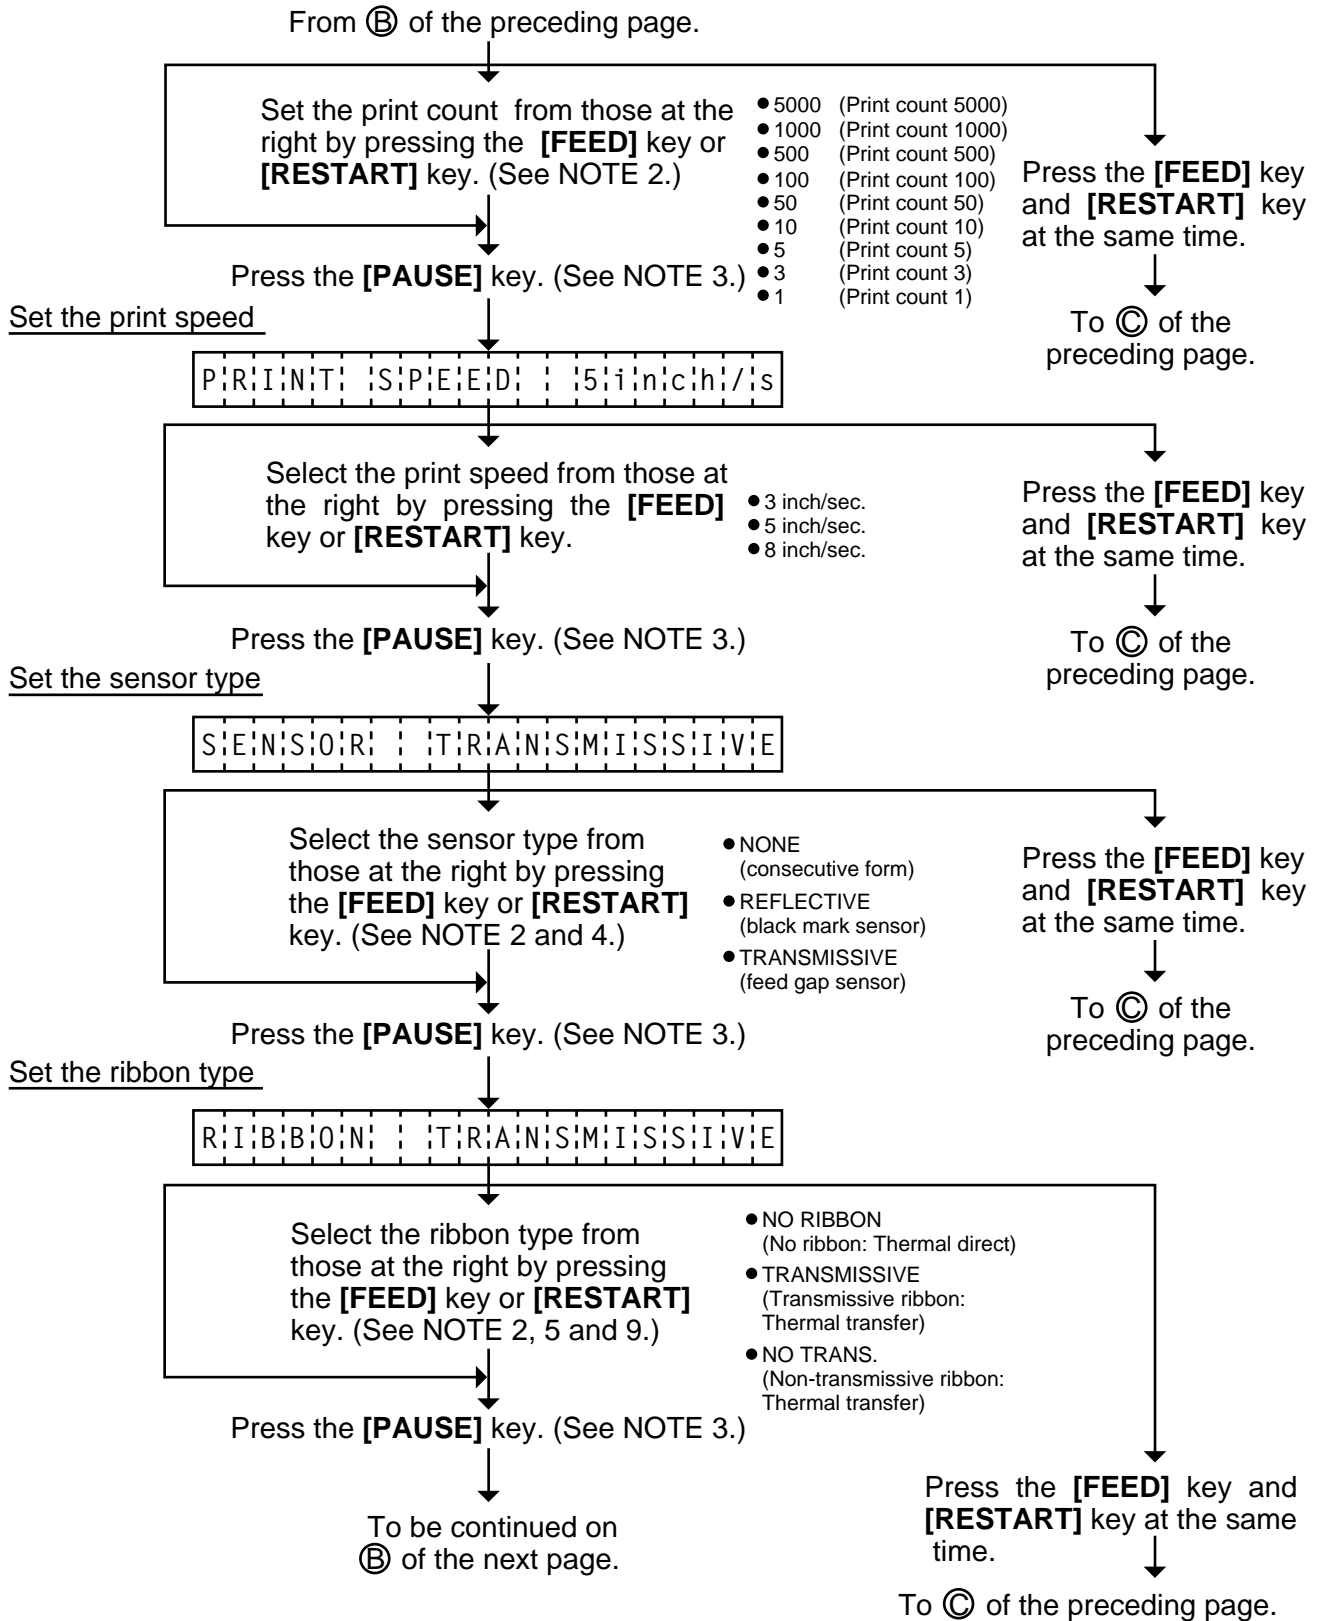 From Ⓑ of the preceding page.
Set the print count from those at the
right by pressing the [FEED] key or
[RESTART] key. (See NOTE 2.)
● 5000 (Print count 5000)
● 1000 (Print count 1000)
● 500 (Print count 500)
● 100 (Print count 100)
● 50 (Print count 50)
● 10 (Print count 10)
● 5 (Print count 5)
● 3 (Print count 3)
● 1 (Print count 1)
Press the [FEED] key
and [RESTART] key
at the same time.
To Ⓒ of the
preceding page.
Press the [PAUSE] key. (See NOTE 3.)
Set the print speed
PRINT SPEED  5inch/s
Select the print speed from those at
the right by pressing the [FEED]
key or [RESTART] key.
● 3 inch/sec.
● 5 inch/sec.
● 8 inch/sec.
Press the [FEED] key
and [RESTART] key
at the same time.
To Ⓒ of the
preceding page.
Press the [PAUSE] key. (See NOTE 3.)
Set the sensor type
SENSOR  TRANSMISSIVE
Select the sensor type from
those at the right by pressing
the [FEED] key or [RESTART]
key. (See NOTE 2 and 4.)
● NONE
(consecutive form)
● REFLECTIVE
(black mark sensor)
● TRANSMISSIVE
(feed gap sensor)
Press the [FEED] key
and [RESTART] key
at the same time.
To Ⓒ of the
preceding page.
Press the [PAUSE] key. (See NOTE 3.)
Set the ribbon type
RIBBON  TRANSMISSIVE
Select the ribbon type from
those at the right by pressing
the [FEED] key or [RESTART]
key. (See NOTE 2, 5 and 9.)
● NO RIBBON
(No ribbon: Thermal direct)
● TRANSMISSIVE
(Transmissive ribbon:
Thermal transfer)
● NO TRANS.
(Non-transmissive ribbon:
Thermal transfer)
Press the [PAUSE] key. (See NOTE 3.)
To be continued on
Ⓑ of the next page.
Press the [FEED] key and
[RESTART] key at the same
time.
To Ⓒ of the preceding page.